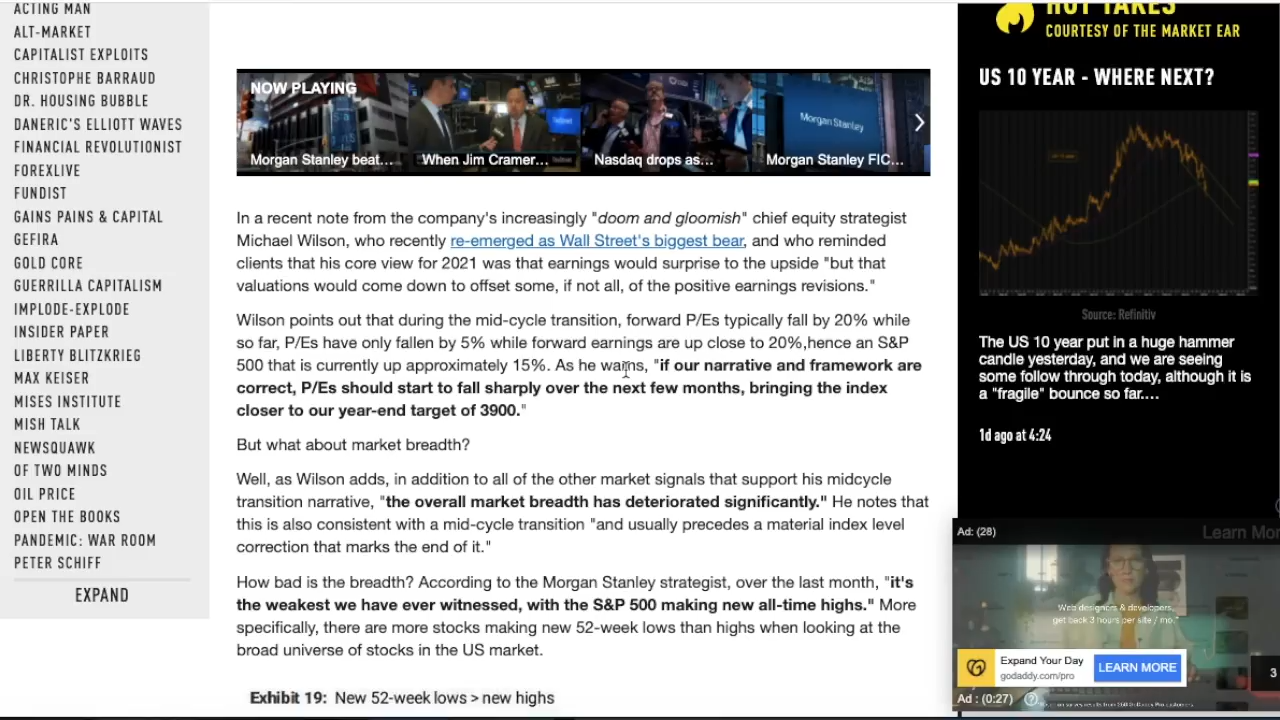 ACTING MAN
ALT-MARKET
CAPITALIST EXPLOITS
CHRISTOPHE BARRAUD
DR. HOUSING BUBBLE
DANERIC'S ELLIOTT WAVES
FINANCIAL REVOLUTIONIST
FOREXLIVE
FUNDIST
GAINS PAINS & CAPITAL
GEFIRA
GOLD CORE
GUERRILLA CAPITALISM
IMPLODE-EXPLODE
INSIDER PAPER
LIBERTY BLITZKRIEG
MAX KEISER
MISES INSTITUTE
MISH TALK
NEWSQUAWK
OF TWO MINDS
OIL PRICE
OPEN THE BOOKS
PANDEMIC: WAR ROOM
PETER SCHIFF
EXPAND
NOW PLAYING
Morgan Stanley beat...
When Jim Cramer...
Nasdaq drops as...
Morgan Stanley
Morgan Stanley FIC...
In a recent note from the company's increasingly "doom and gloomish" chief equity strategist
Michael Wilson, who recently re-emerged as Wall Street's biggest bear, and who reminded
clients that his core view for 2021 was that earnings would surprise to the upside "but that
valuations would come down to offset some, if not all, of the positive earnings revisions."
Wilson points out that during the mid-cycle transition, forward P/Es typically fall by 20% while
so far, P/Es have only fallen by 5% while forward earnings are up close to 20%,hence an S&P
500 that is currently up approximately 15%. As he warns, "if our narrative and framework are
correct, P/Es should start to fall sharply over the next few months, bringing the index
closer to our year-end target of 3900."
But what about market breadth?
Well, as Wilson adds, in addition to all of the other market signals that support his midcycle
transition narrative, "the overall market breadth has deteriorated significantly." He notes that
this is also consistent with a mid-cycle transition "and usually precedes a material index level
correction that marks the end of it."
How bad is the breadth? According to the Morgan Stanley strategist, over the last month, "it's
the weakest we have ever witnessed, with the S&P 500 making new all-time highs." More
specifically, there are more stocks making new 52-week lows than highs when looking at the
broad universe of stocks in the US market.
Exhibit 19: New 52-week lows > new highs
HOT TAKES
COURTESY OF THE MARKET EAR
US 10 YEAR - WHERE NEXT?
Source: Refinitiv
The US 10 year put in a huge hammer
candle yesterday, and we are seeing
some follow through today, although it is
a "fragile" bounce so far....
1d ago at 4:24
Ad: (28)
Learn Mor
Web designers & developers,
get back 3 hours per site / mo.*
Expand Your Day
godaddy.com/pro
LEARN MORE
3
Ad : (0:27)